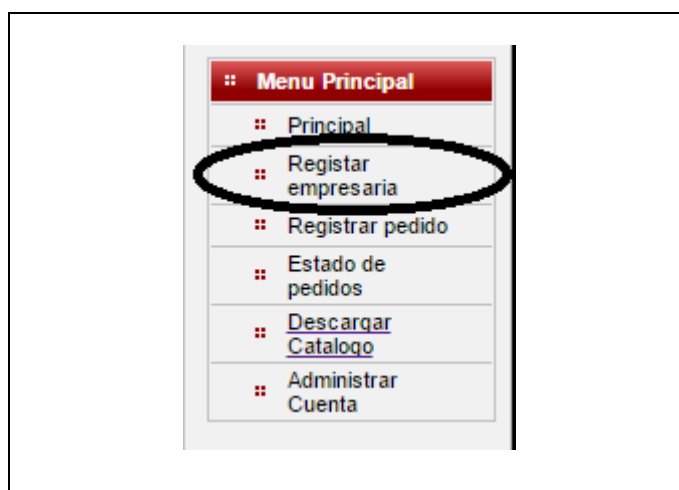 Menu Principal
Principal
Registar
empresaria
Registrar pedido
Estado de
pedidos
Descargar
Catalogo
Administrar
Cuenta